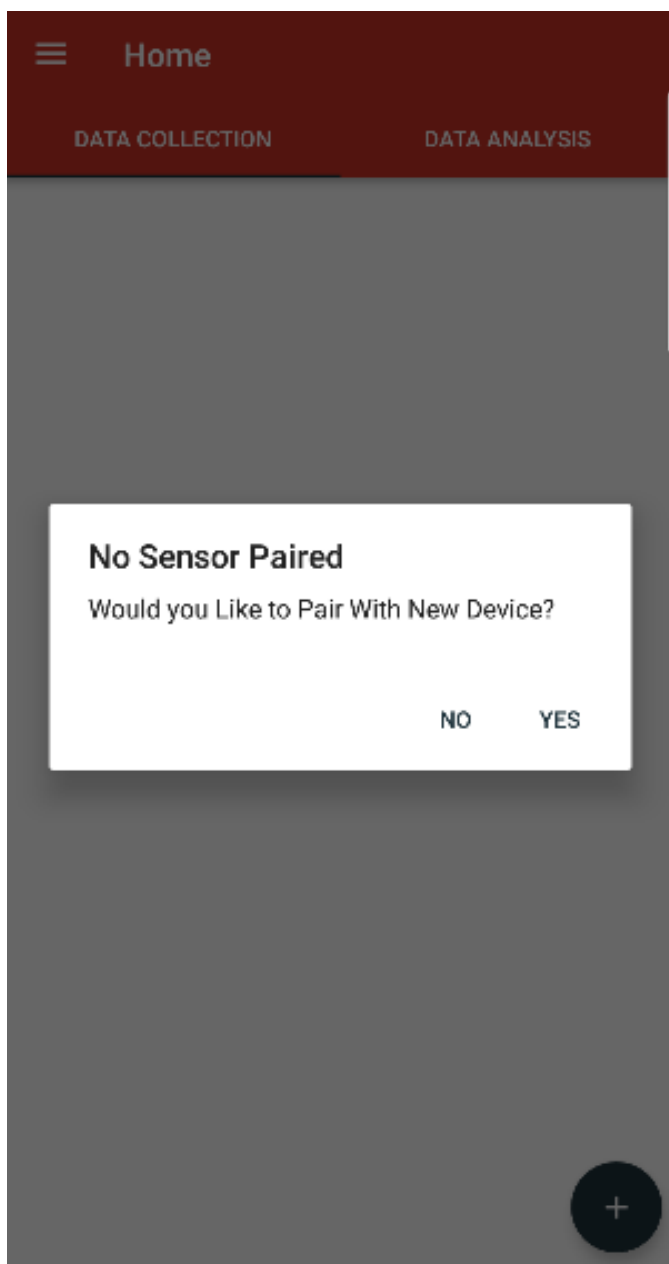 Home
DATA COLLECTION DATA ANALYSIS
No Sensor Paired
Would you Like to Pair With New Device?
NO YES
+